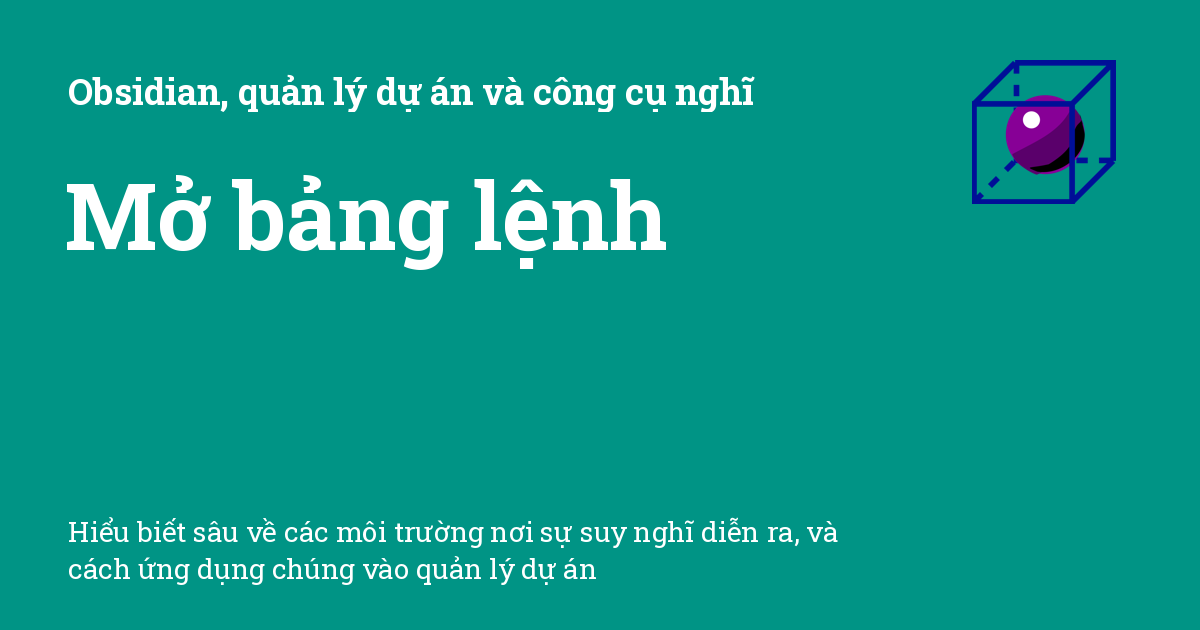 Obsidian, quản lý dự án và công cụ nghĩ
Mở bảng lệnh
Hiểu biết sâu về các môi trường nơi sự suy nghĩ diễn ra, và
cách ứng dụng chúng vào quản lý dự án